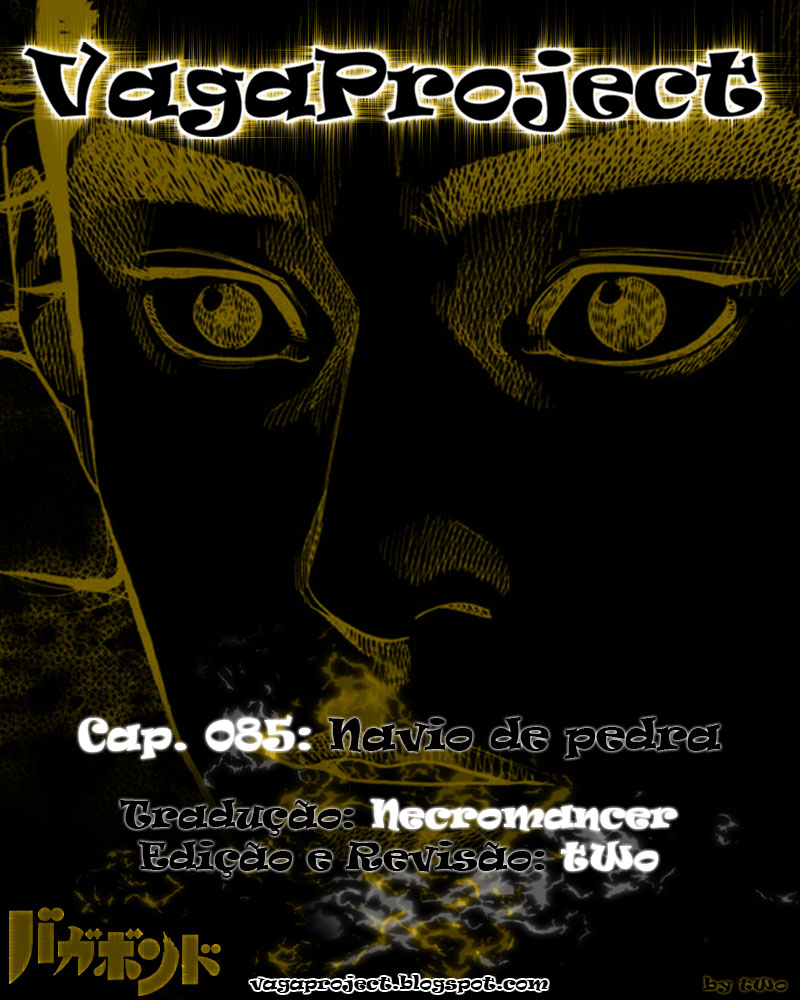 VagaProject
Cap. 085: Navio de pedra
Tradução: Necromancer
Edição e Revisão: tWo
バガボンド
vagaproject.blogspot.com
by tWo